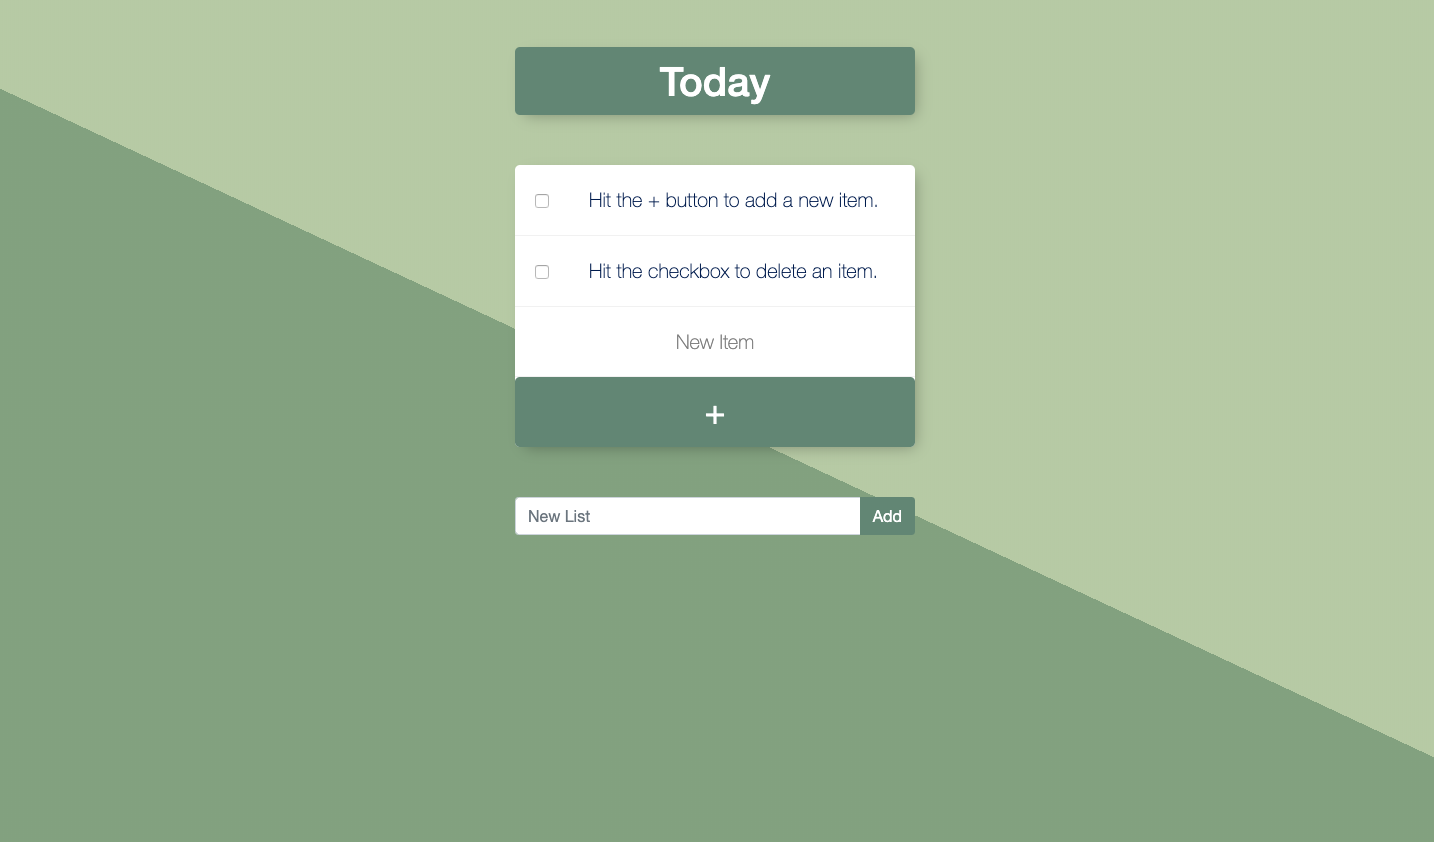 Today
Hit the + button to add a new item.
Hit the checkbox to delete an item.
New Item
+
New List Add